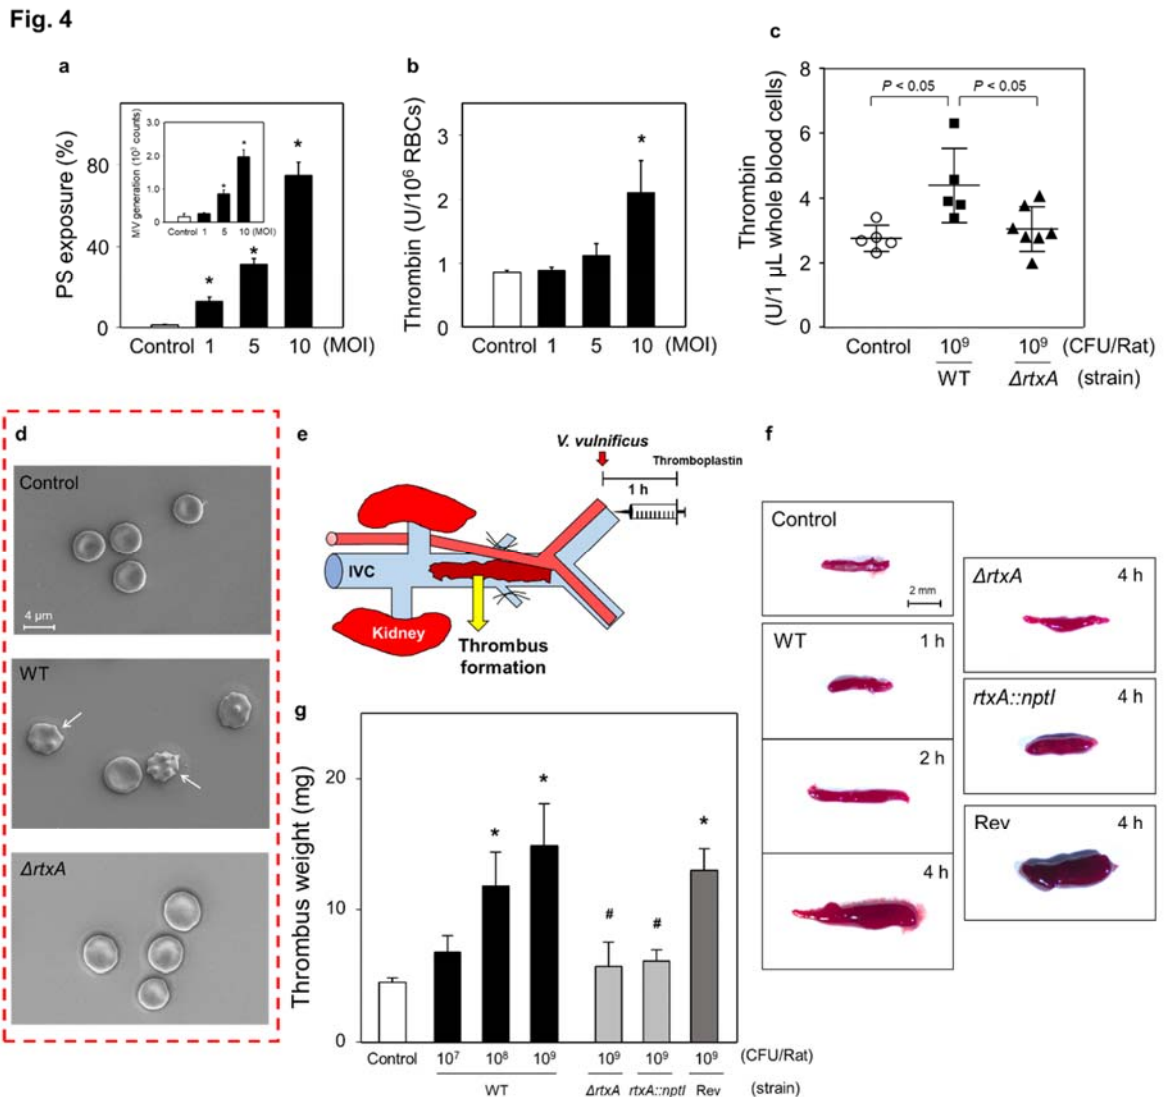 Fig. 4
a
PS exposure (%)
80
40
0
Control 1 5 10 (MOI)
* * *
MV generation (10³ counts)
3.0
2.0
1.0
0
Control 1 5 10 (MOI)
* *
b
Thrombin (U/10⁶ RBCs)
3
2
1
0
*
Control 1 5 10 (MOI)
c
Thrombin
(U/1 µL whole blood cells)
8
6
4
2
0
P < 0.05 P < 0.05
Control 10⁹ 10⁹ (CFU/Rat)
WT ΔrtxA (strain)
d
Control
4 µm
WT
ΔrtxA
e
V. vulnificus
Thromboplastin
1 h
IVC
Kidney
Thrombus
formation
f
Control
2 mm
WT 1 h
2 h
4 h
ΔrtxA 4 h
rtxA::nptI 4 h
Rev 4 h
g
Thrombus weight (mg)
20
10
0
* * # # *
Control 10⁷ 10⁸ 10⁹ 10⁹ 10⁹ 10⁹ (CFU/Rat)
WT ΔrtxA rtxA::nptI Rev (strain)